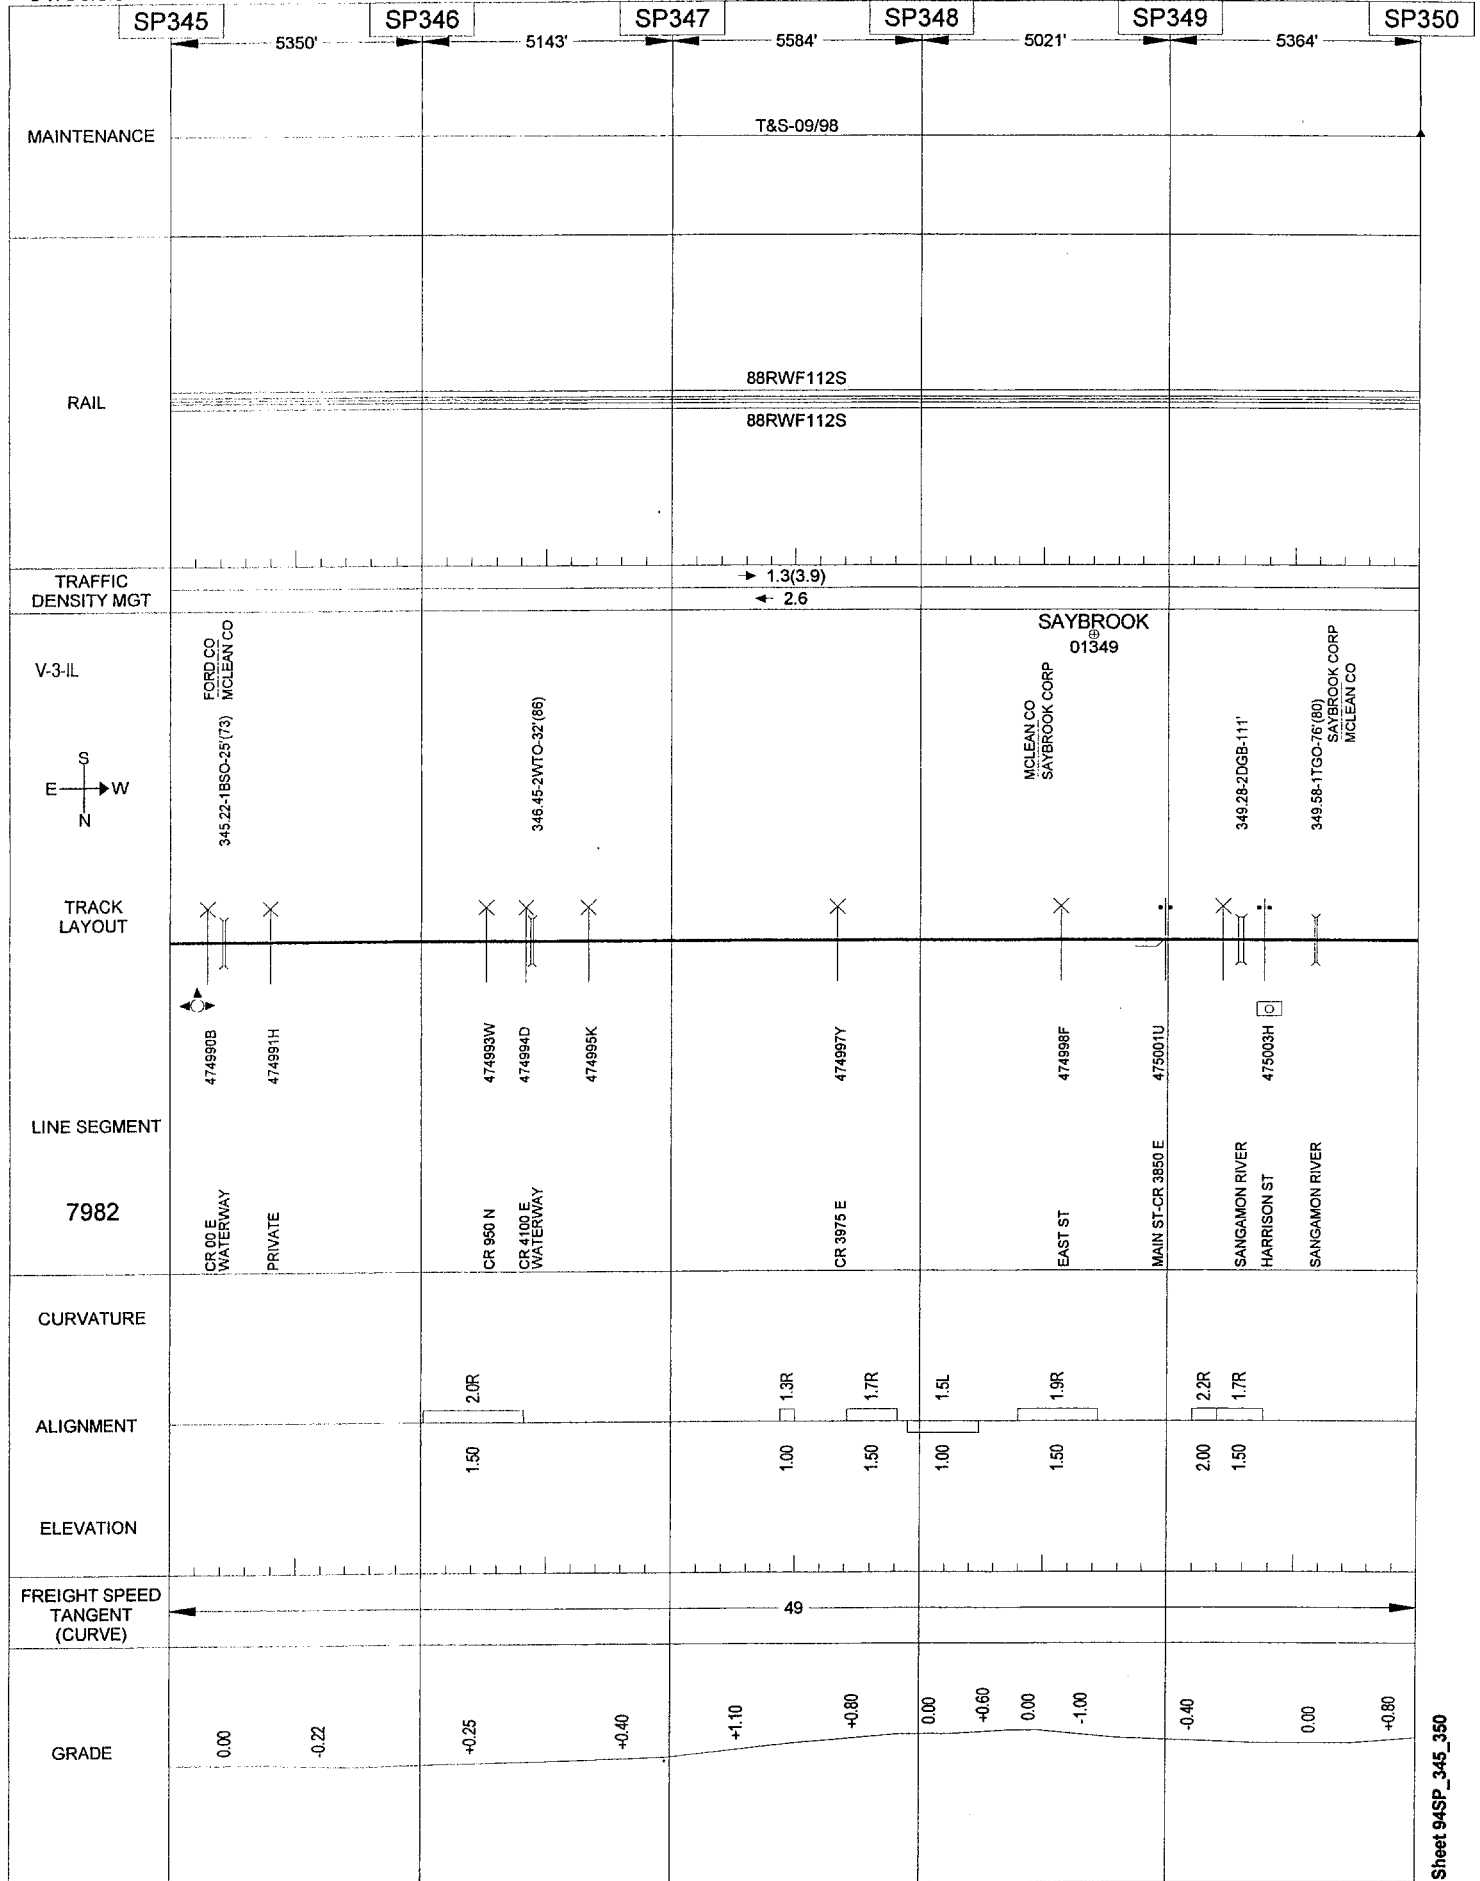 SP345 SP346 SP347 SP348 SP349 SP350
5350' 5143' 5584' 5021' 5364'
MAINTENANCE
T&S-09/98
RAIL
88RWF112S
88RWF112S
TRAFFIC
DENSITY MGT
1.3(3.9)
2.6
V-3-IL
S
E W
N
FORD CO
MCLEAN CO
345.22-1BSO-25'(73)
346.45-2WTO-32'(86)
SAYBROOK
01349
MCLEAN CO
SAYBROOK CORP
349.28-2DGB-111'
349.58-1TGO-76'(80)
SAYBROOK CORP
MCLEAN CO
TRACK
LAYOUT
474990B
474991H
474993W
474994D
474995K
474997Y
474998F
475001U
475003H
LINE SEGMENT
7982
CR 00 E
WATERWAY
PRIVATE
CR 950 N
CR 4100 E
WATERWAY
CR 3975 E
EAST ST
MAIN ST-CR 3850 E
SANGAMON RIVER
HARRISON ST
SANGAMON RIVER
CURVATURE
2.0R 1.3R 1.7R 1.5L 1.9R 2.2R 1.7R
ALIGNMENT
1.50 1.00 1.50 1.00 1.50 2.00 1.50
ELEVATION
FREIGHT SPEED
TANGENT
(CURVE)
49
GRADE
0.00 -0.22 +0.25 +0.40 +1.10 +0.80 0.00 +0.60 0.00 -1.00 -0.40 0.00 +0.80
Sheet 94SP_345_350